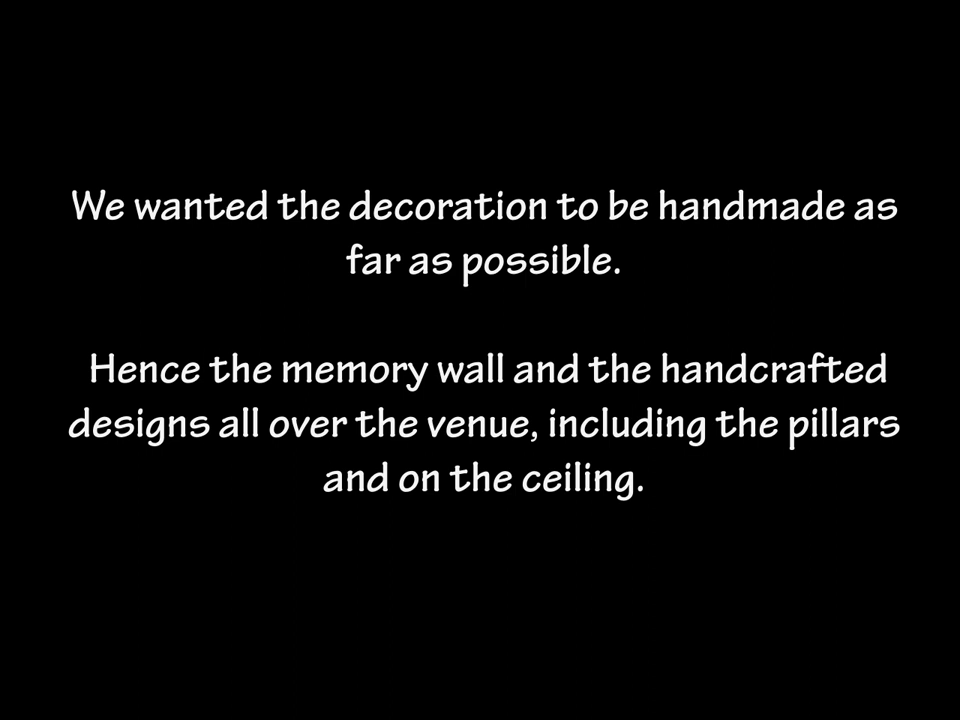 We wanted the decoration to be handmade as
far as possible.
Hence the memory wall and the handcrafted
designs all over the venue, including the pillars
and on the ceiling.